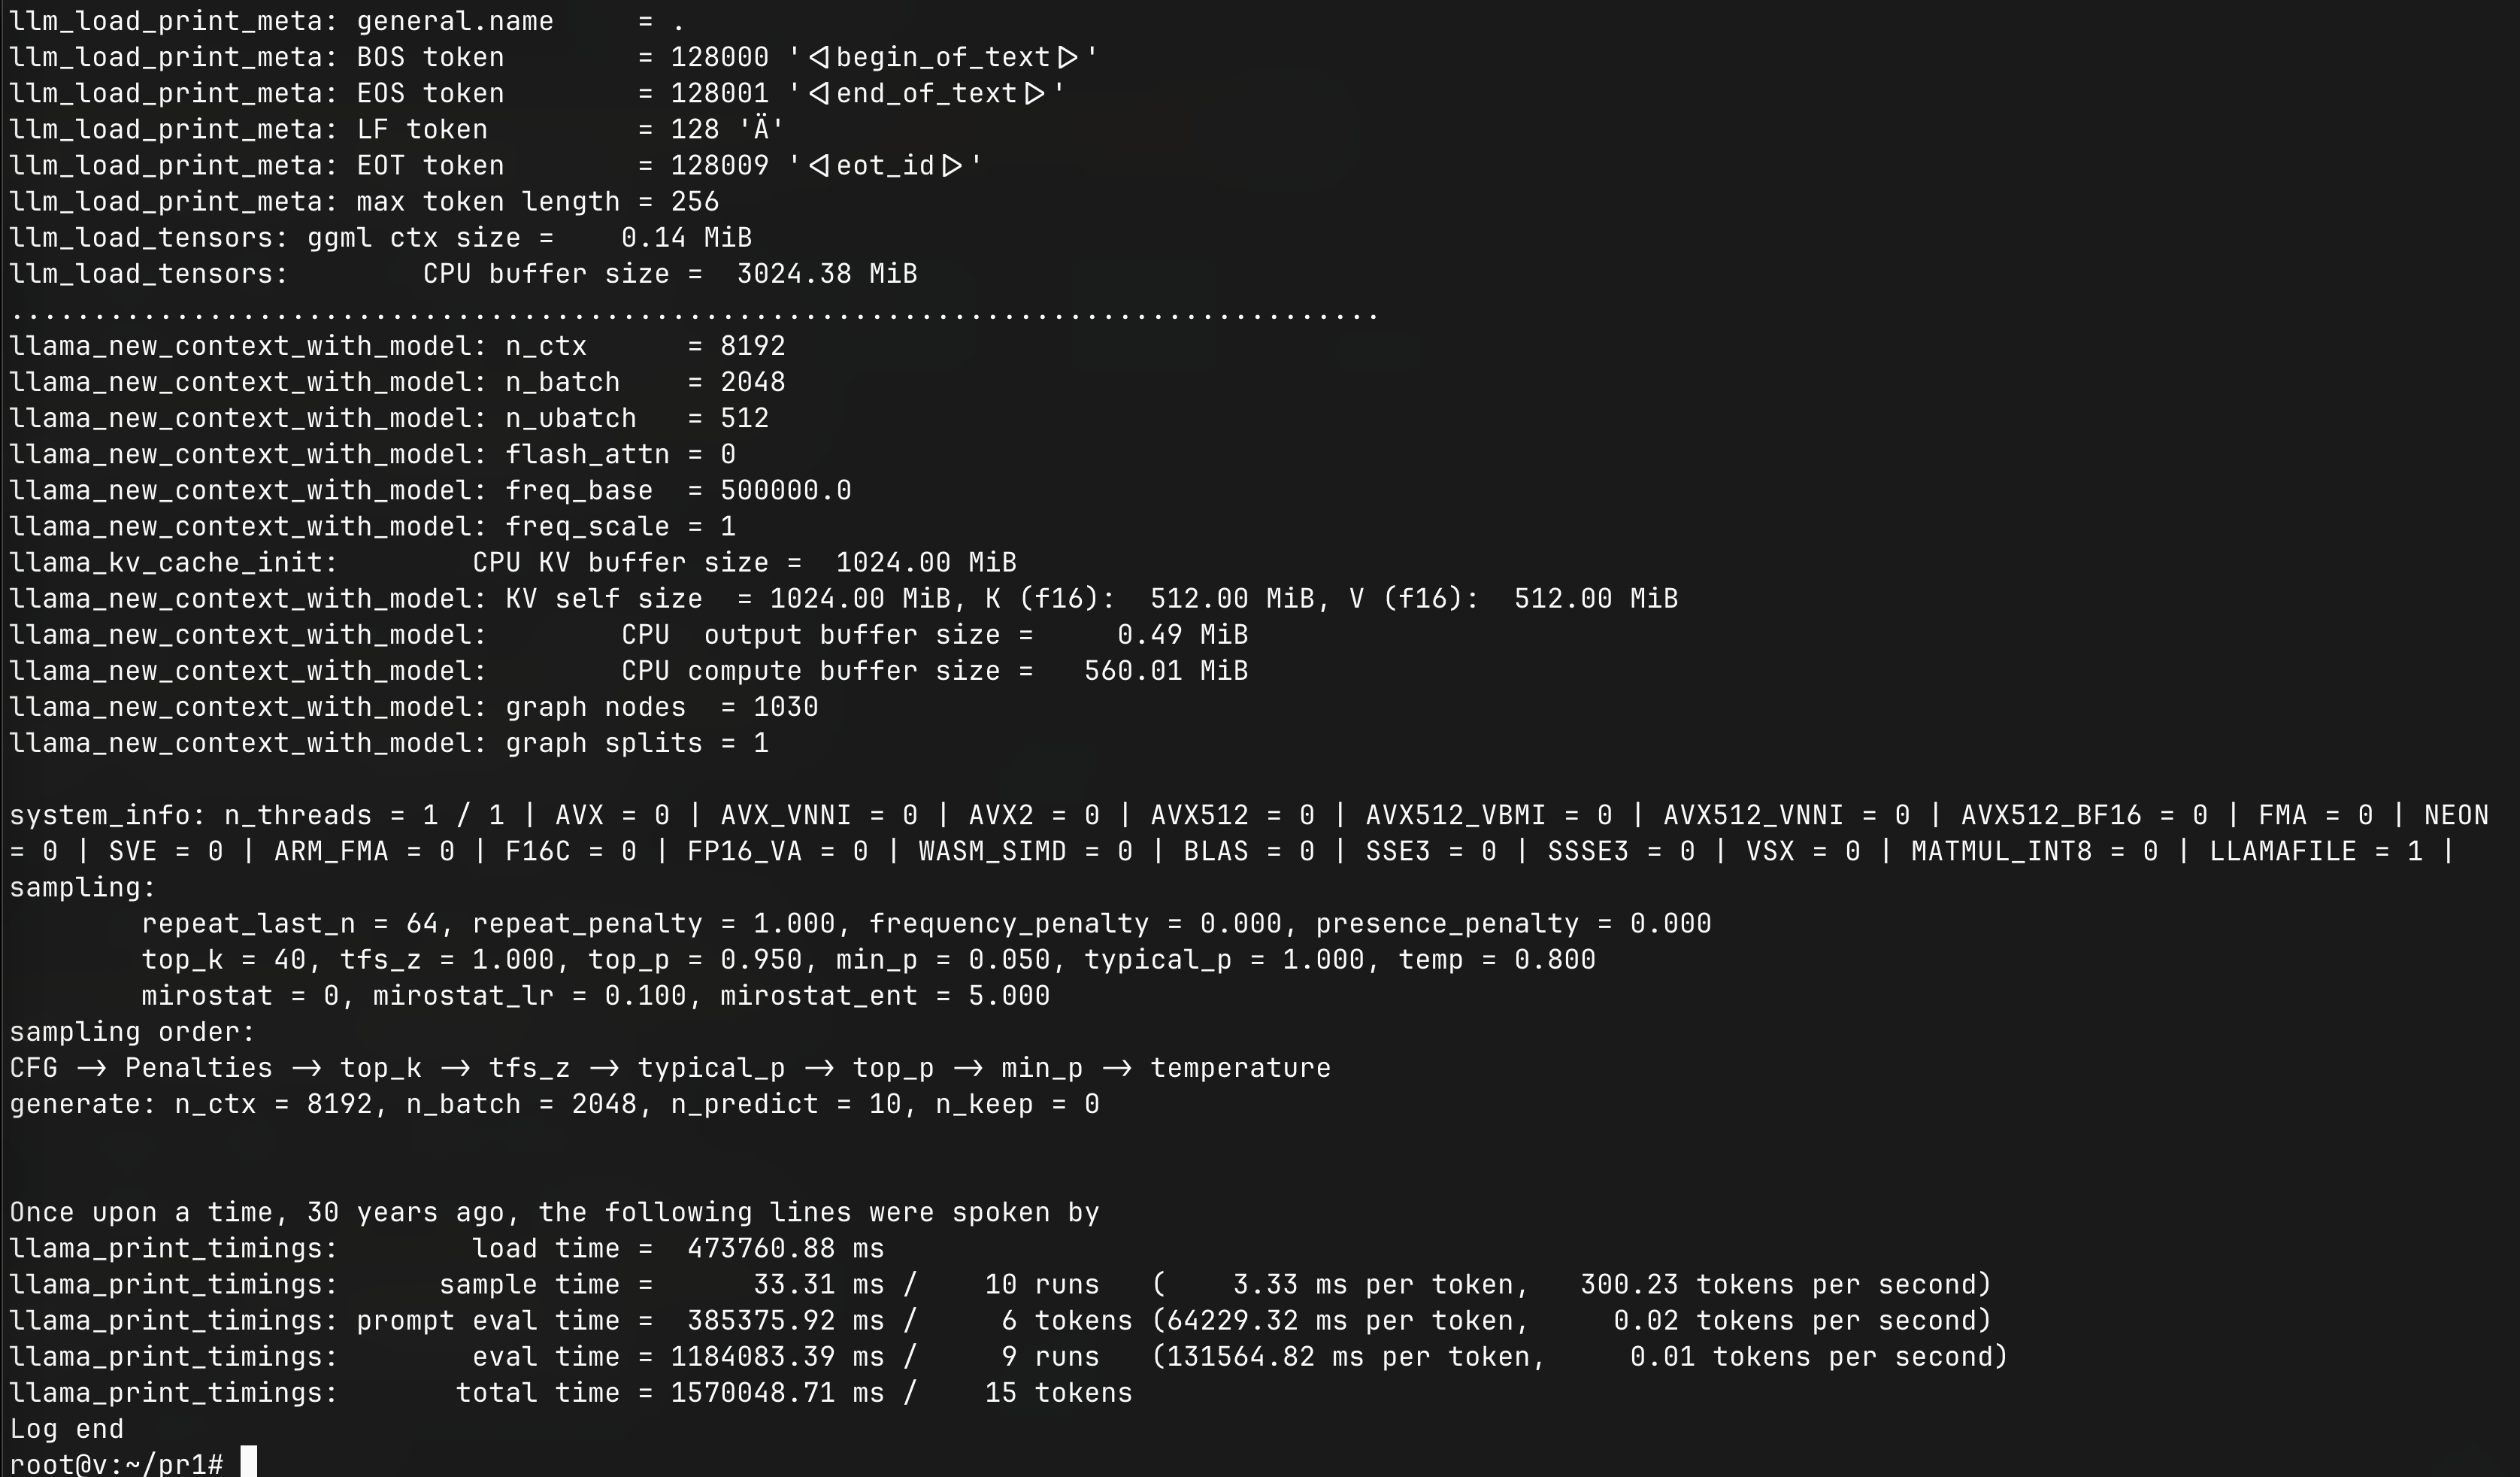 llm_load_print_meta: general.name     = .
llm_load_print_meta: BOS token        = 128000 '<|begin_of_text|>'
llm_load_print_meta: EOS token        = 128001 '<|end_of_text|>'
llm_load_print_meta: LF token         = 128 'Ä'
llm_load_print_meta: EOT token        = 128009 '<|eot_id|>'
llm_load_print_meta: max token length = 256
llm_load_tensors: ggml ctx size =    0.14 MiB
llm_load_tensors:        CPU buffer size =  3024.38 MiB
...................................................................................
llama_new_context_with_model: n_ctx      = 8192
llama_new_context_with_model: n_batch    = 2048
llama_new_context_with_model: n_ubatch   = 512
llama_new_context_with_model: flash_attn = 0
llama_new_context_with_model: freq_base  = 500000.0
llama_new_context_with_model: freq_scale = 1
llama_kv_cache_init:        CPU KV buffer size =  1024.00 MiB
llama_new_context_with_model: KV self size  = 1024.00 MiB, K (f16):  512.00 MiB, V (f16):  512.00 MiB
llama_new_context_with_model:        CPU  output buffer size =     0.49 MiB
llama_new_context_with_model:        CPU compute buffer size =   560.01 MiB
llama_new_context_with_model: graph nodes  = 1030
llama_new_context_with_model: graph splits = 1
system_info: n_threads = 1 / 1 | AVX = 0 | AVX_VNNI = 0 | AVX2 = 0 | AVX512 = 0 | AVX512_VBMI = 0 | AVX512_VNNI = 0 | AVX512_BF16 = 0 | FMA = 0 | NEON
= 0 | SVE = 0 | ARM_FMA = 0 | F16C = 0 | FP16_VA = 0 | WASM_SIMD = 0 | BLAS = 0 | SSE3 = 0 | SSSE3 = 0 | VSX = 0 | MATMUL_INT8 = 0 | LLAMAFILE = 1 |
sampling:
        repeat_last_n = 64, repeat_penalty = 1.000, frequency_penalty = 0.000, presence_penalty = 0.000
        top_k = 40, tfs_z = 1.000, top_p = 0.950, min_p = 0.050, typical_p = 1.000, temp = 0.800
        mirostat = 0, mirostat_lr = 0.100, mirostat_ent = 5.000
sampling order:
CFG -> Penalties -> top_k -> tfs_z -> typical_p -> top_p -> min_p -> temperature
generate: n_ctx = 8192, n_batch = 2048, n_predict = 10, n_keep = 0
Once upon a time, 30 years ago, the following lines were spoken by
llama_print_timings:        load time =  473760.88 ms
llama_print_timings:      sample time =      33.31 ms /    10 runs   (    3.33 ms per token,   300.23 tokens per second)
llama_print_timings: prompt eval time =  385375.92 ms /     6 tokens (64229.32 ms per token,     0.02 tokens per second)
llama_print_timings:        eval time = 1184083.39 ms /     9 runs   (131564.82 ms per token,     0.01 tokens per second)
llama_print_timings:       total time = 1570048.71 ms /    15 tokens
Log end
root@v:~/pr1#